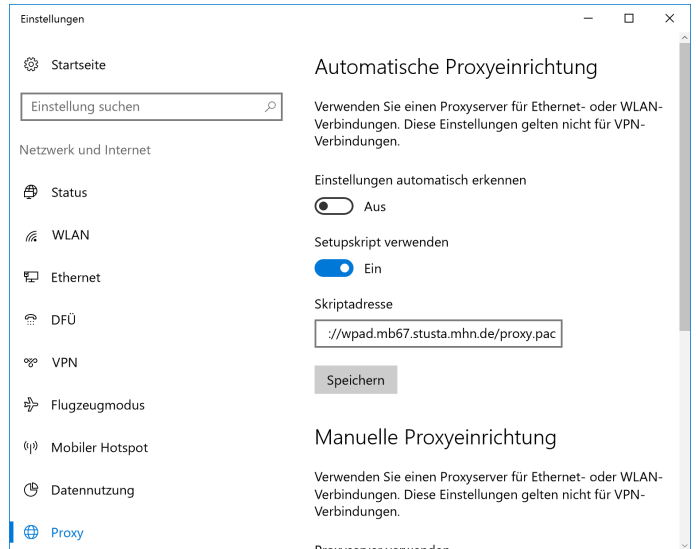 Einstellungen
Startseite
Einstellung suchen
Netzwerk und Internet
Status
WLAN
Ethernet
DFÜ
VPN
Flugzeugmodus
Mobiler Hotspot
Datennutzung
Proxy
Automatische Proxyeinrichtung
Verwenden Sie einen Proxyserver für Ethernet- oder WLAN-
Verbindungen. Diese Einstellungen gelten nicht für VPN-
Verbindungen.
Einstellungen automatisch erkennen
Aus
Setupskript verwenden
Ein
Skriptadresse
://wpad.mb67.stusta.mhn.de/proxy.pac
Speichern
Manuelle Proxyeinrichtung
Verwenden Sie einen Proxyserver für Ethernet- oder WLAN-
Verbindungen. Diese Einstellungen gelten nicht für VPN-
Verbindungen.